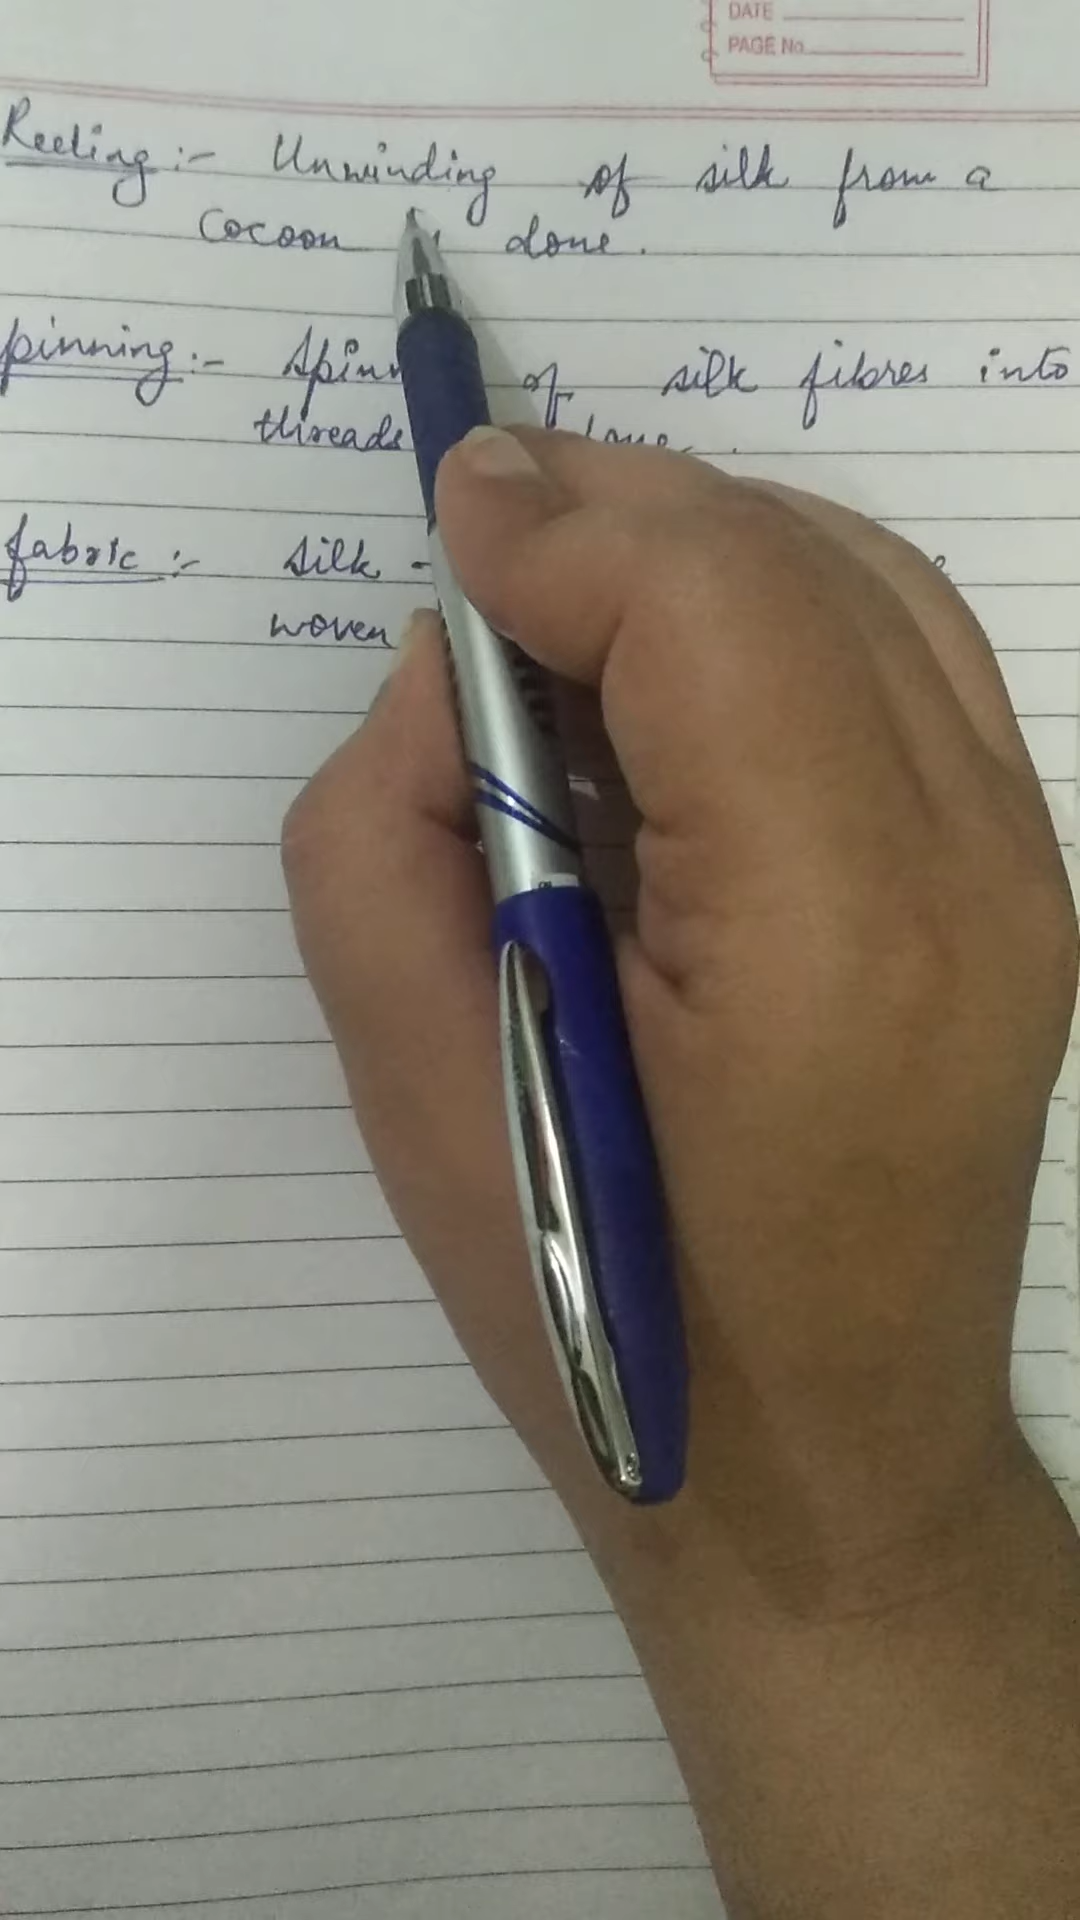 DATE
PAGE No.
Reeling :- Unwinding of silk from a
cocoon done.
pinning :- of silk fibres into
threads
fabric :- silk -
woven